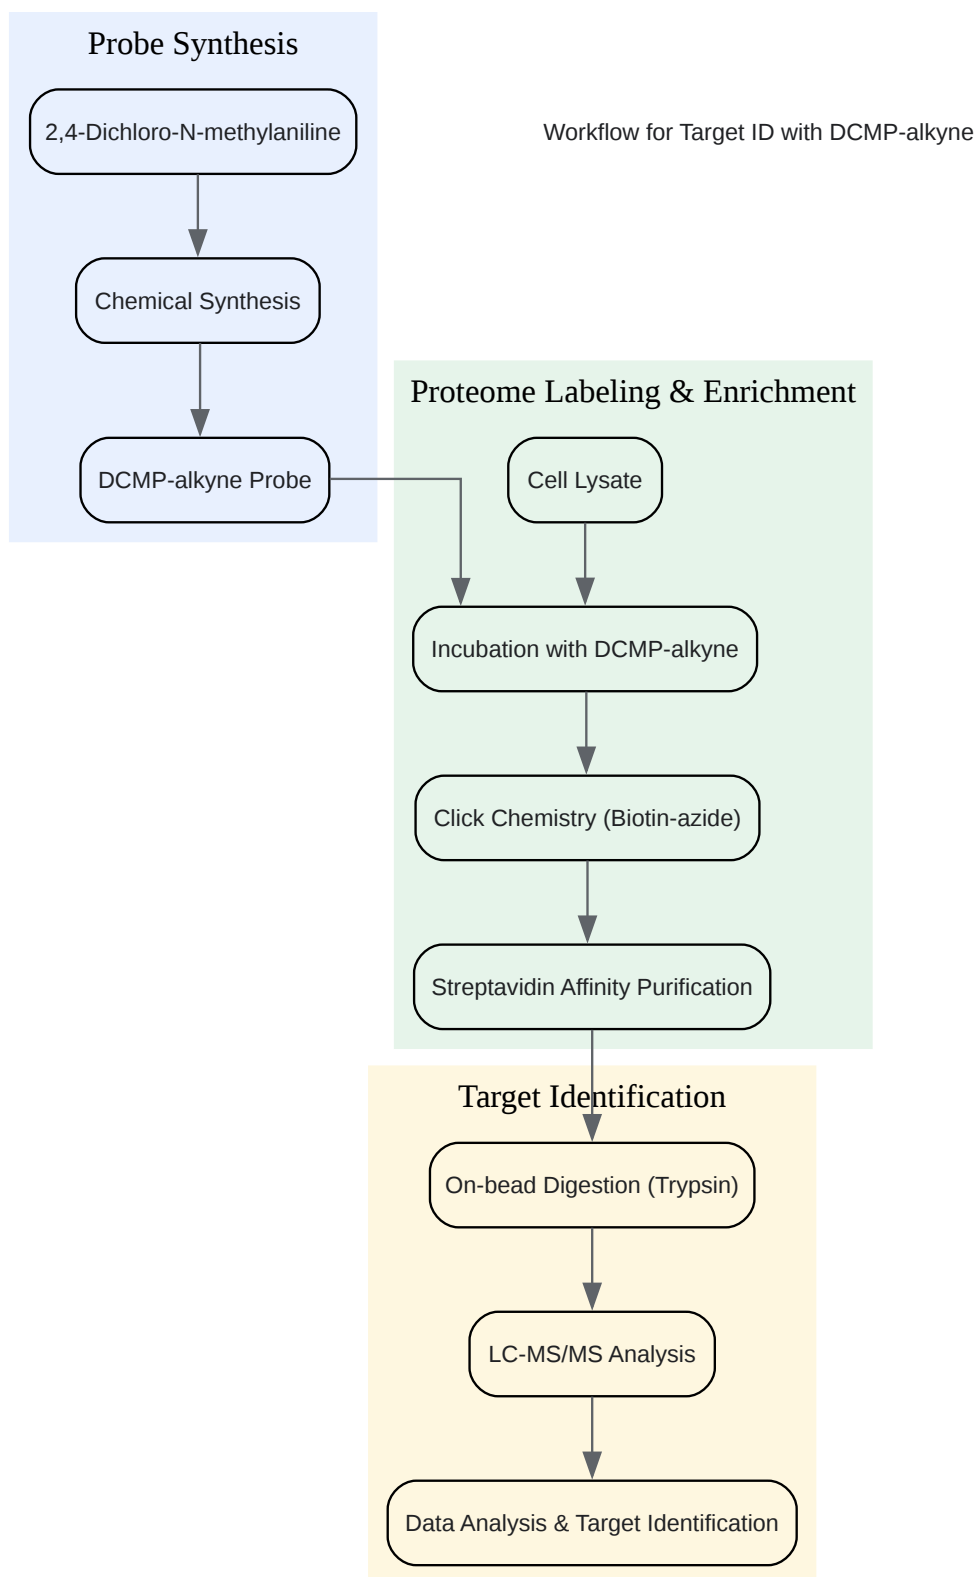 Probe Synthesis
2,4-Dichloro-N-methylaniline
Workflow for Target ID with DCMP-alkyne
Chemical Synthesis
DCMP-alkyne Probe
Proteome Labeling & Enrichment
Cell Lysate
Incubation with DCMP-alkyne
Click Chemistry (Biotin-azide)
Streptavidin Affinity Purification
Target Identification
On-bead Digestion (Trypsin)
LC-MS/MS Analysis
Data Analysis & Target Identification